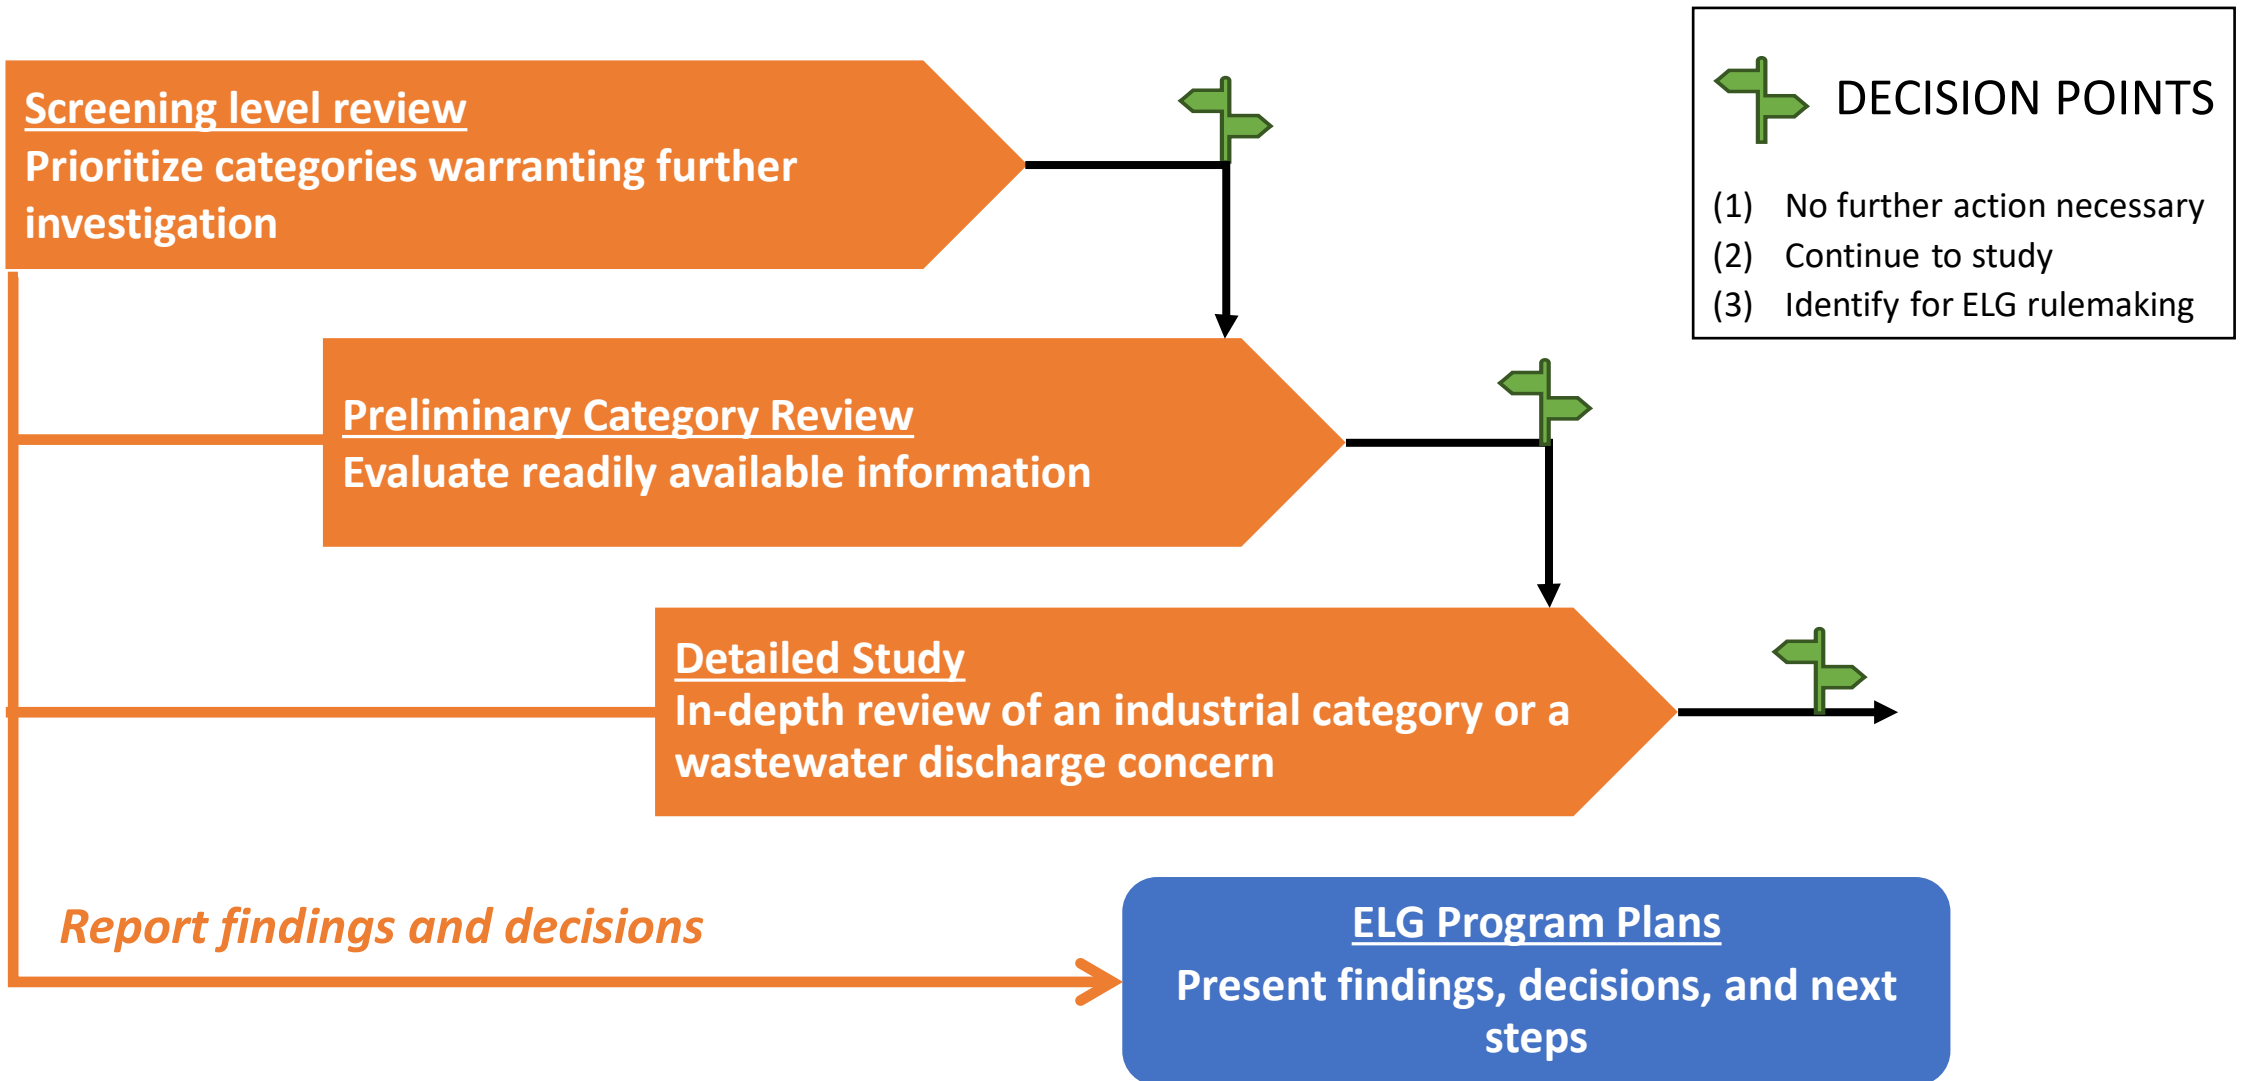 Screening level review
Prioritize categories warranting further
investigation
DECISION POINTS
(1) No further action necessary
(2) Continue to study
(3) Identify for ELG rulemaking
Preliminary Category Review
Evaluate readily available information
Detailed Study
In-depth review of an industrial category or a
wastewater discharge concern
Report findings and decisions
ELG Program Plans
Present findings, decisions, and next
steps